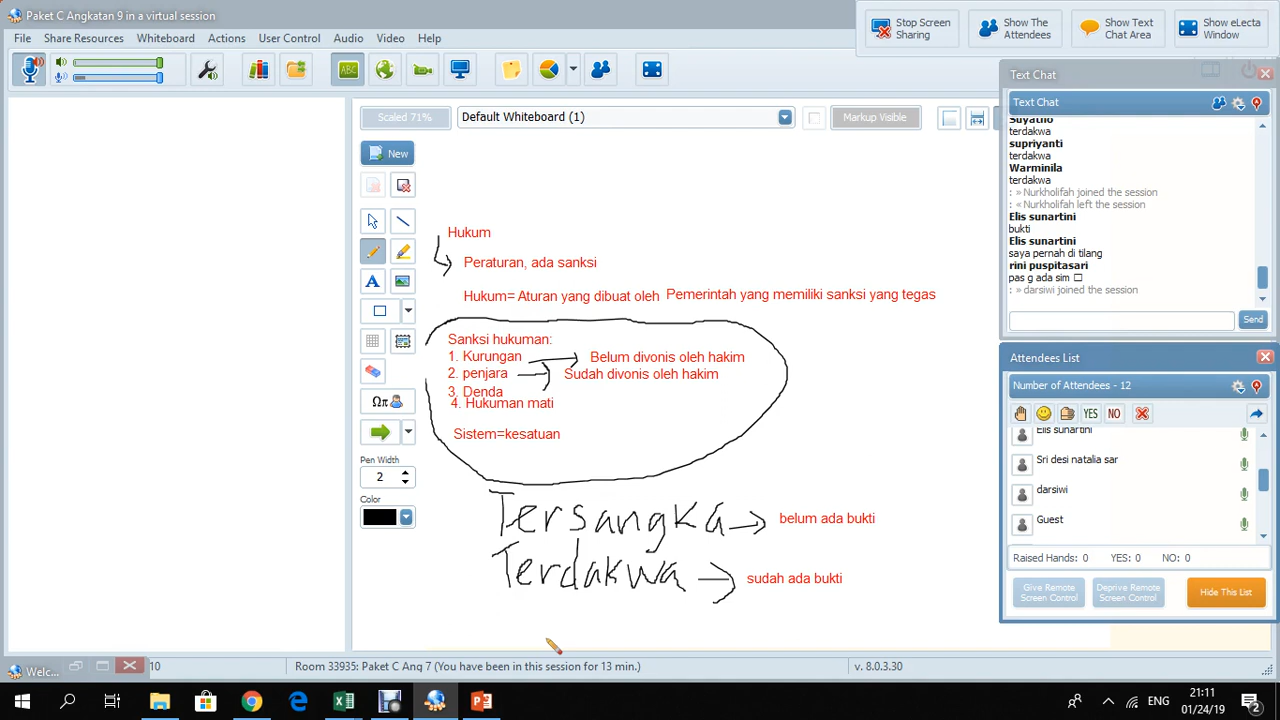 Paket C Angkatan 9 in a virtual session
File Share Resources Whiteboard Actions User Control Audio Video Help
Stop Screen Sharing
Show The Attendees
Show Text Chat Area
Show eLecta Window
Scaled 71%
Default Whiteboard (1)
Markup Visible
New
Pen Width
2
Color
Hukum
Peraturan, ada sanksi
Hukum= Aturan yang dibuat oleh Pemerintah yang memiliki sanksi yang tegas
Sanksi hukuman:
1. Kurungan Belum divonis oleh hakim
2. penjara Sudah divonis oleh hakim
3. Denda
4. Hukuman mati
Sistem=kesatuan
Tersangka belum ada bukti
Terdakwa sudah ada bukti
Text Chat
Text Chat
Suyatno
terdakwa
supriyanti
terdakwa
Warminila
terdakwa
: » Nurkholifah joined the session
: « Nurkholifah left the session
Elis sunartini
bukti
Elis sunartini
saya pernah di tilang
rini puspitasari
pas g ada sim
: » darsiwi joined the session
Send
Attendees List
Number of Attendees - 12
YES NO
Elis sunartini
Sri desi natalia sar
darsiwi
Guest
Raised Hands: 0 YES: 0 NO: 0
Give Remote Screen Control
Deprive Remote Screen Control
Hide This List
Welc...
10
Room 33935: Paket C Ang 7 (You have been in this session for 13 min.)
v. 8.0.3.30
ENG
21:11
01/24/19
2